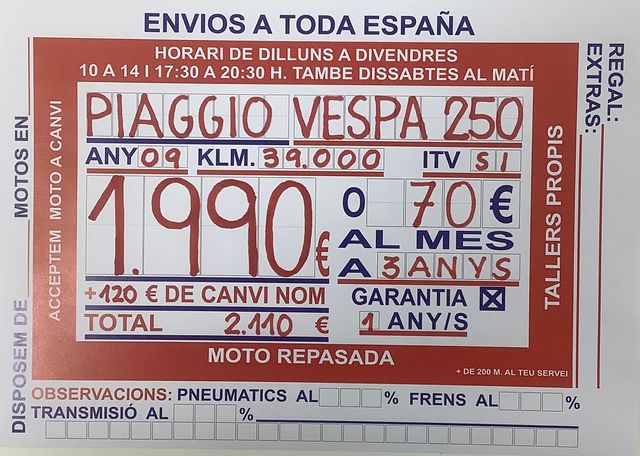 ENVIOS A TODA ESPAÑA
HORARI DE DILLUNS A DIVENDRES
10 A 14 I 17:30 A 20:30 H. TAMBE DISSABTES AL MATÍ
PIAGGIO VESPA 250
ANY 09 KLM. 39.000 ITV SI
1.990 €
O 70 €
AL MES
A 3 ANYS
+120 € DE CANVI NOM
GARANTIA ☒
TOTAL 2.110 €
1 ANY/S
MOTO REPASADA
+ DE 200 M. AL TEU SERVEI
OBSERVACIONS: PNEUMATICS AL % FRENS AL %
TRANSMISIÓ AL %
DISPOSEM DE MOTOS EN
ACCEPTEM MOTO A CANVI
TALLERS PROPIS
EXTRAS:
REGAL: